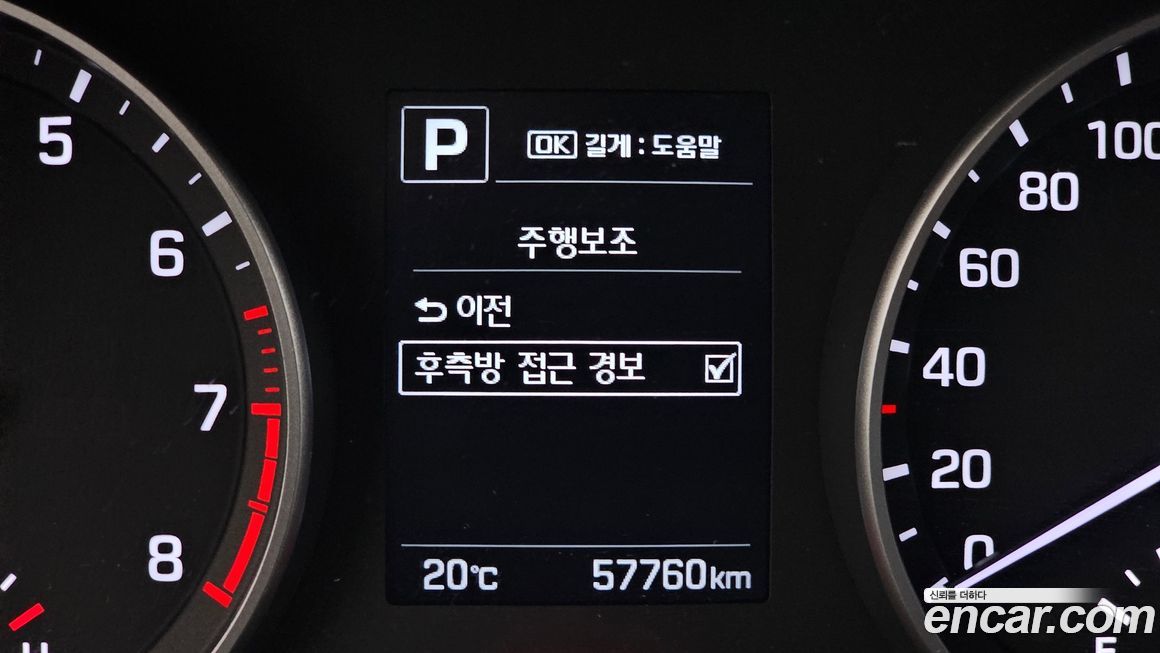 P
OK 길게 : 도움말
주행보조
이전
후측방 접근 경보
20℃
57760km
5
6
7
8
100
80
60
40
20
0
신뢰를 더하다
encar.com